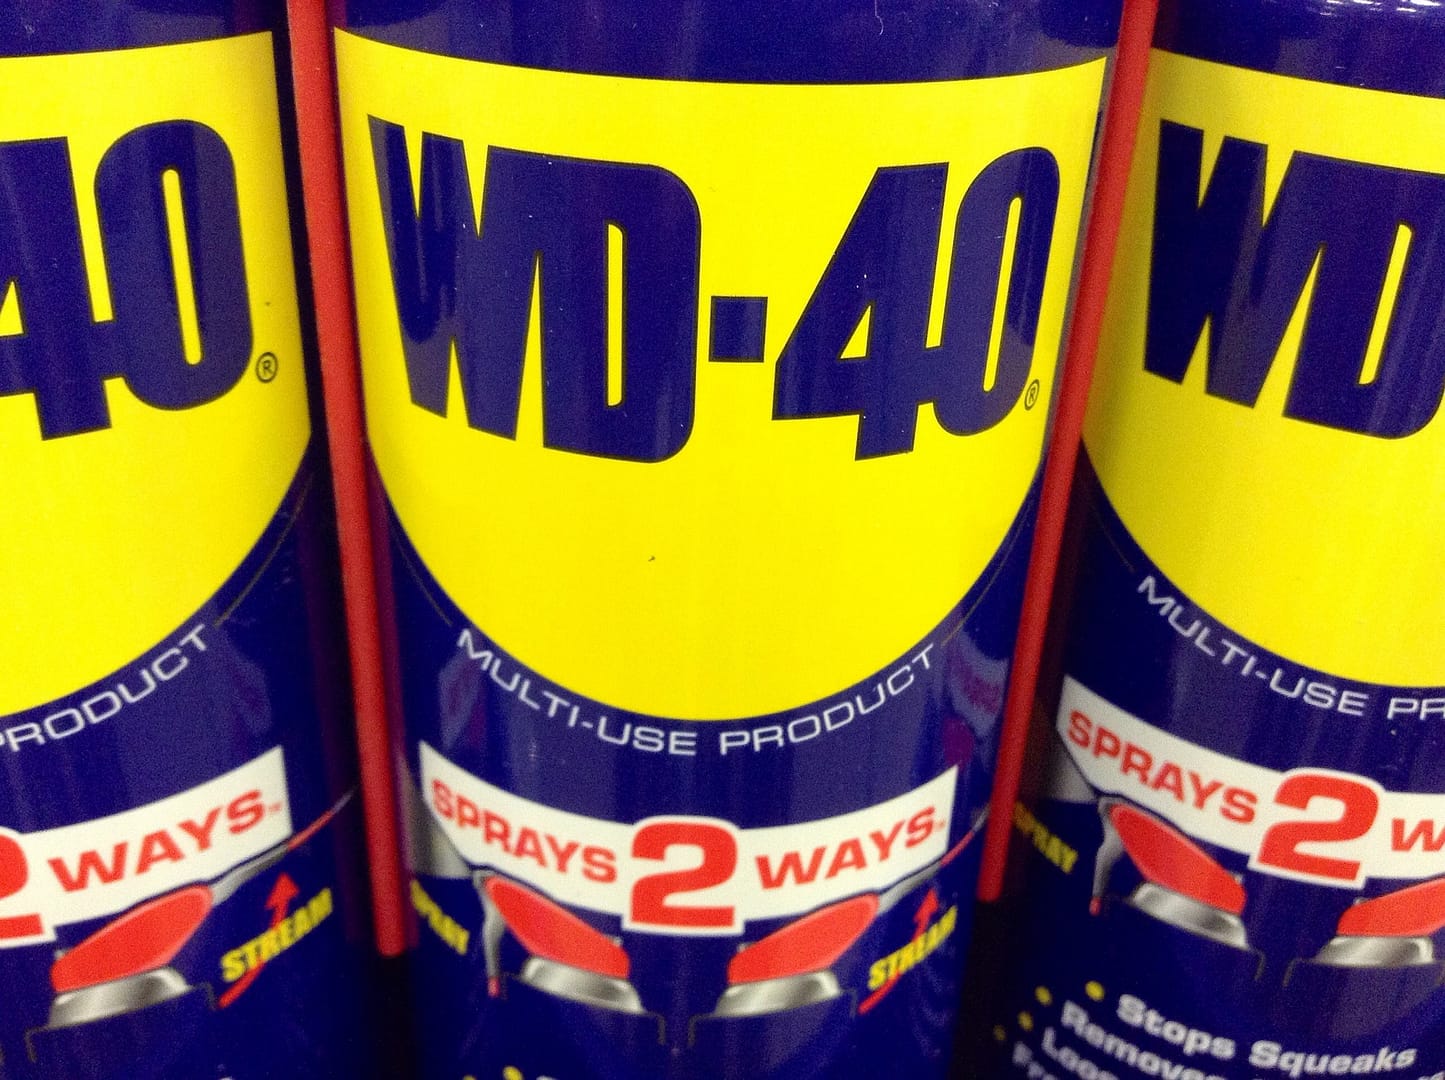 40®
PRODUCT
2 WAYS™
STREAM
WD-40®
MULTI-USE PRODUCT
SPRAYS 2 WAYS™
SPRAY
STREAM
WD
MULTI-USE PR
SPRAYS 2 W
SPRAY
• Stops Squeaks
• Removes